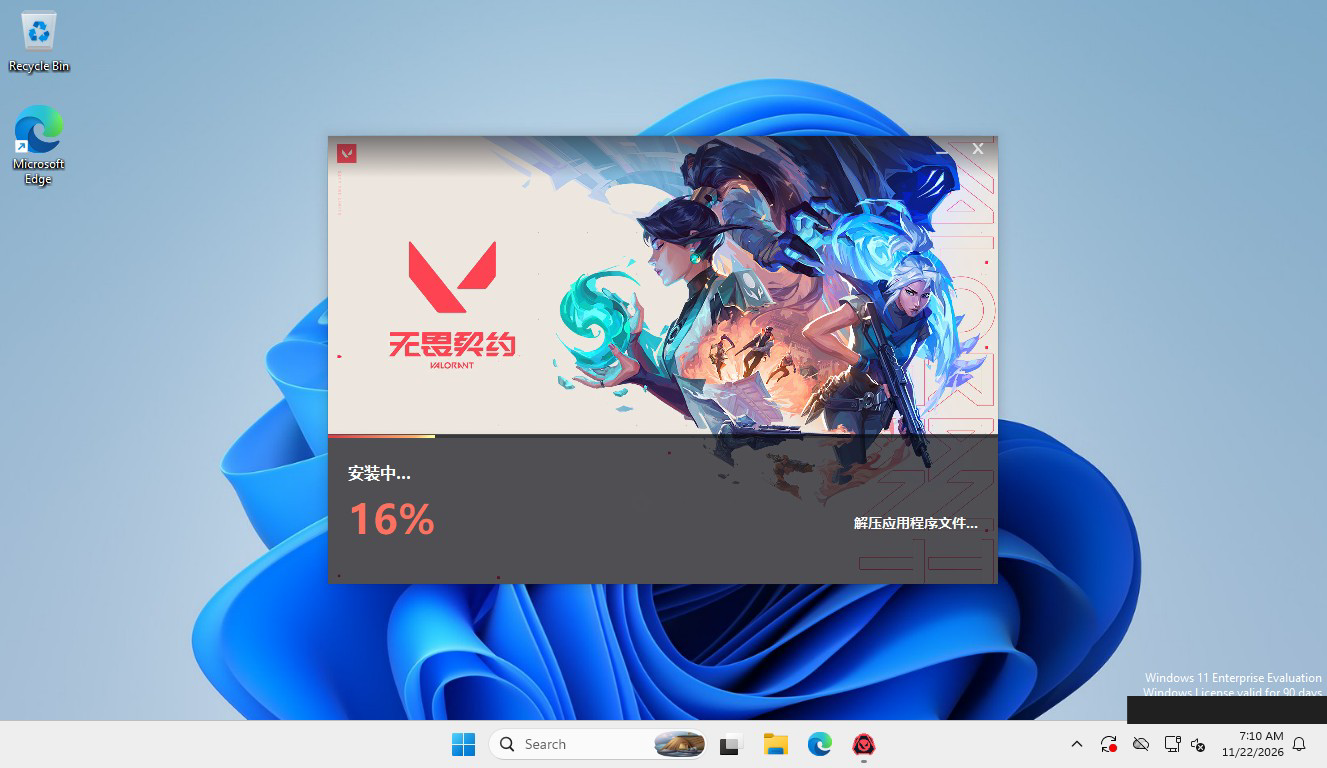 Recycle Bin
Microsoft
Edge
X
无畏契约
VALORANT
安装中...
16%
解压应用程序文件...
Windows 11 Enterprise Evaluation
Windows License valid for 90 days
Search
7:10 AM
11/22/2026